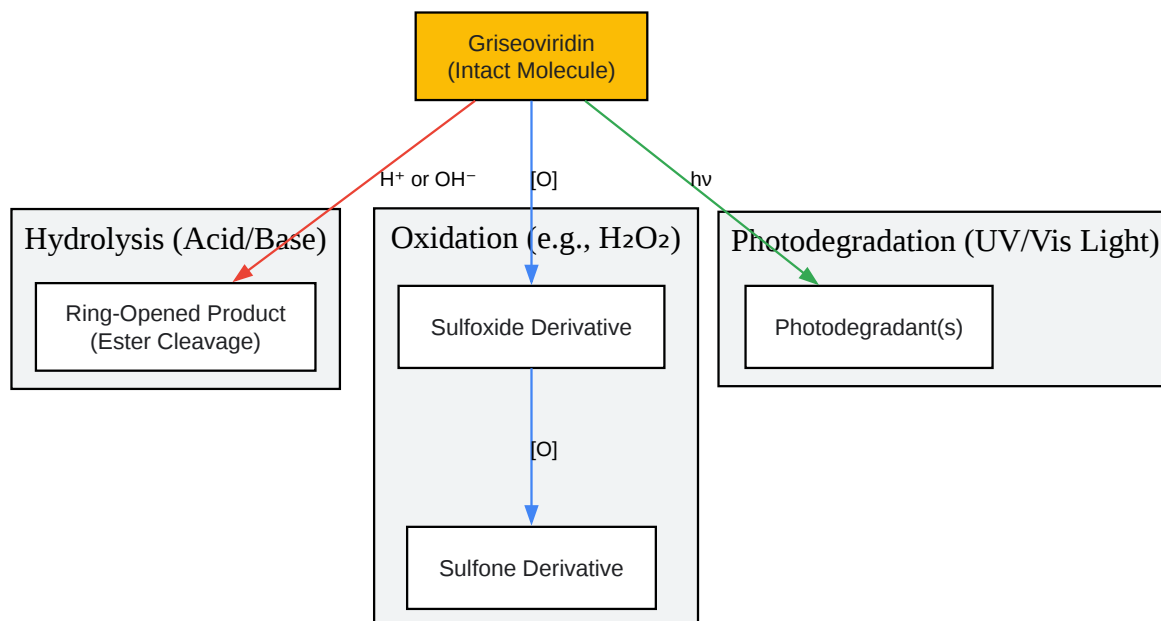 Griseoviridin
(Intact Molecule)
H⁺ or OH⁻
[O]
hν
Hydrolysis (Acid/Base)
Oxidation (e.g., H₂O₂)
Photodegradation (UV/Vis Light)
Ring-Opened Product
(Ester Cleavage)
Sulfoxide Derivative
Photodegradant(s)
[O]
Sulfone Derivative